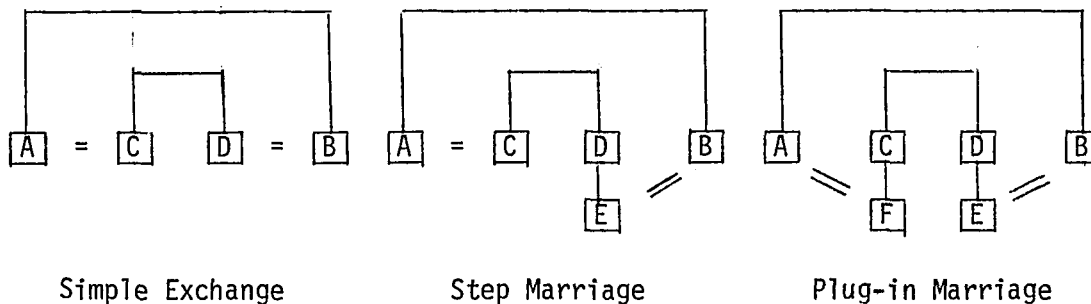 A = C D = B A = C D B A C D B
E F E
Simple Exchange Step Marriage Plug-in Marriage